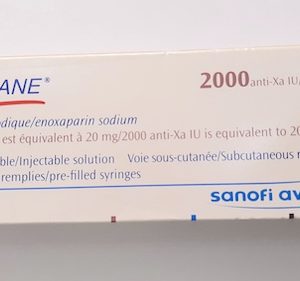 ANE® 2000 anti-Xa IU/
odique/enoxaparin sodium
est équivalent à 20 mg/2000 anti-Xa IU is equivalent to 20
ble/Injectable solution Voie sous-cutanée/Subcutaneous r
remplies/pre-filled syringes
sanofi av